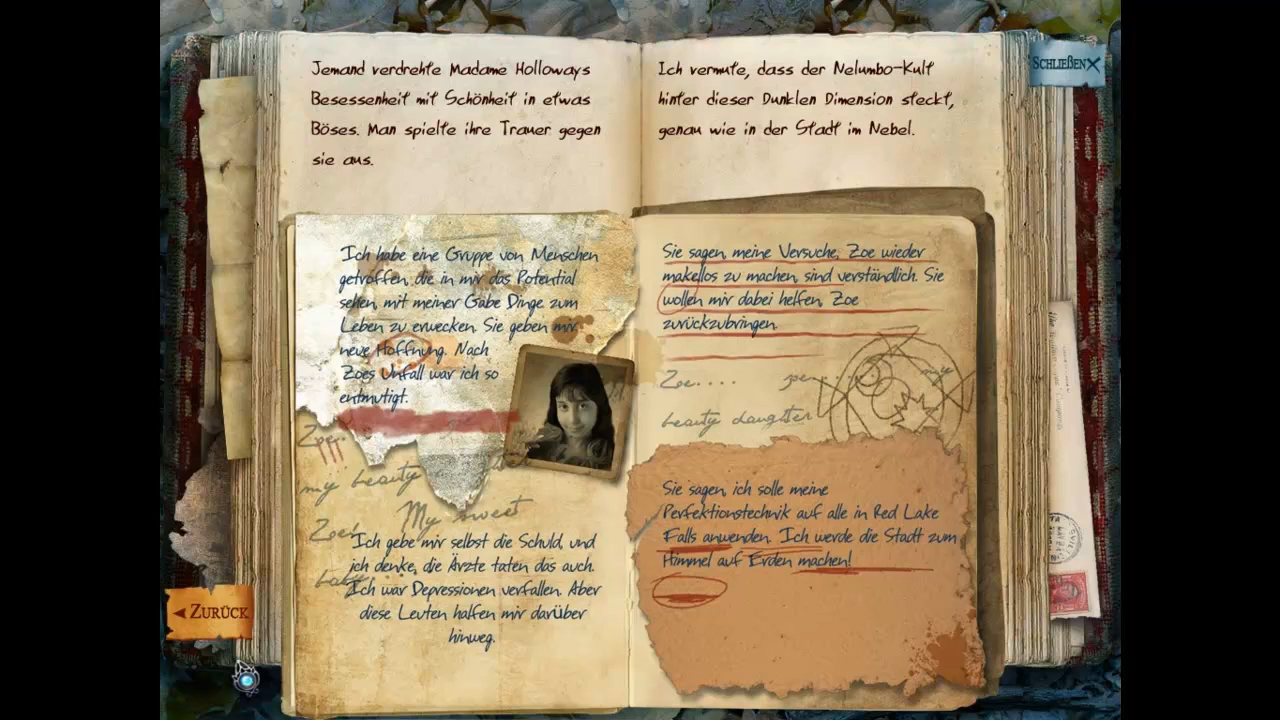 Jemand verdrehte Madame Holloways
Besessenheit mit Schönheit in etwas
Böses. Man spielte ihre Trauer gegen
sie aus.
Ich vermute, dass der Nelumbo-Kult
hinter dieser Dunklen Dimension steckt,
genau wie in der Stadt im Nebel.
SCHLIEẞEN
Ich habe eine Gruppe von Menschen
getroffen, die in mir das Potential
sehen, mit meiner Gabe Dinge zum
Leben zu erwecken. Sie geben mir
neue Hoffnung. Nach
Zoes Unfall war ich so
entmutigt.
Zoe..
my beauty
My sweet
Zoe!
Ich gebe mir selbst die Schuld, und
ich denke, die Ärzte taten das auch.
Ich war Depressionen verfallen. Aber
diese Leuten halfen mir darüber
hinweg.
Sie sagen, meine Versuche, Zoe wieder
makellos zu machen, sind verständlich. Sie
wollen mir dabei helfen, Zoe
zurückzubringen.
Zoe....
beauty daughter
Sie sagen, ich solle meine
Perfektionstechnik auf alle in Red Lake
Falls anwenden. Ich werde die Stadt zum
Himmel auf Erden machen!
ZURÜCK